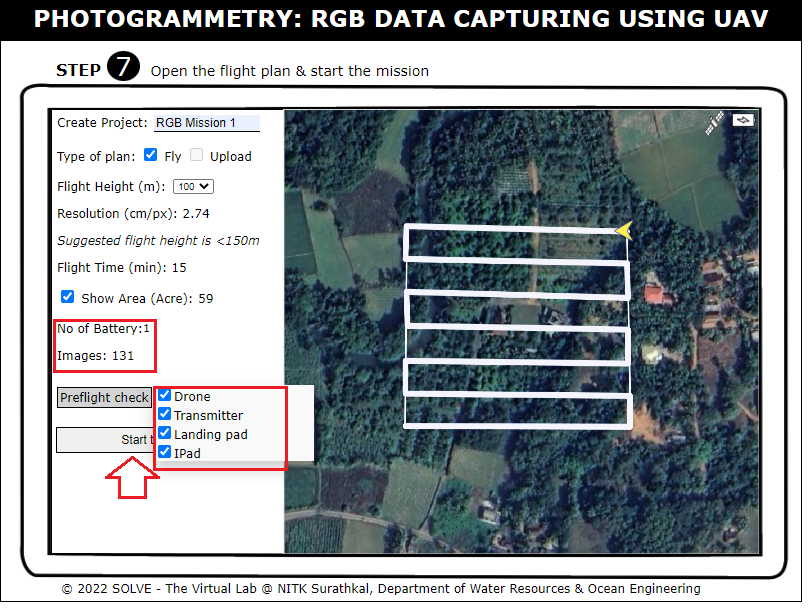 PHOTOGRAMMETRY: RGB DATA CAPTURING USING UAV
STEP 7 Open the flight plan & start the mission
Create Project: RGB Mission 1
Type of plan: Fly Upload
Flight Height (m): 100
Resolution (cm/px): 2.74
Suggested flight height is <150m
Flight Time (min): 15
Show Area (Acre): 59
No of Battery:1
Images: 131
Preflight check
Drone
Transmitter
Landing pad
IPad
Start t
© 2022 SOLVE - The Virtual Lab @ NITK Surathkal, Department of Water Resources & Ocean Engineering